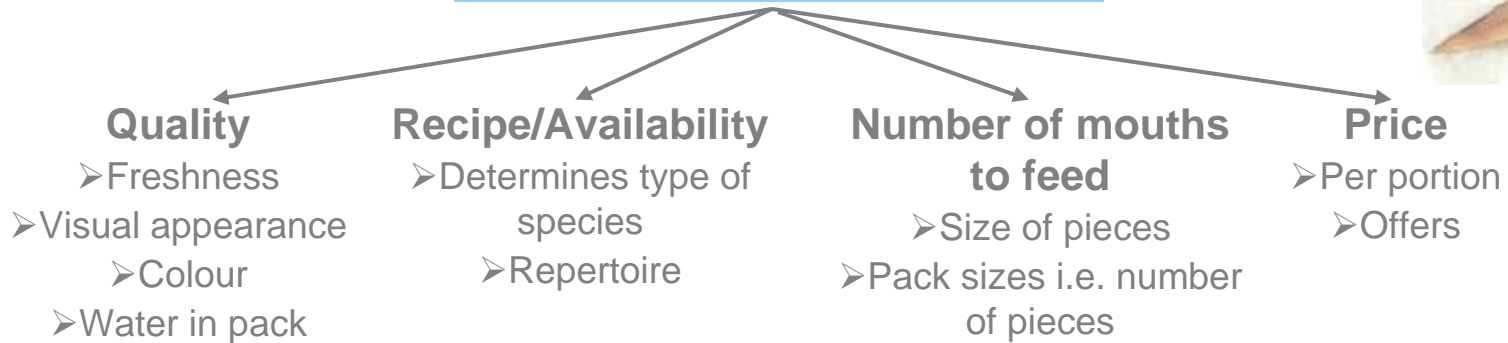 Quality
➢Freshness
➢Visual appearance
➢Colour
➢Water in pack
Recipe/Availability
➢Determines type of
species
➢Repertoire
Number of mouths
to feed
➢Size of pieces
➢Pack sizes i.e. number
of pieces
Price
➢Per portion
➢Offers